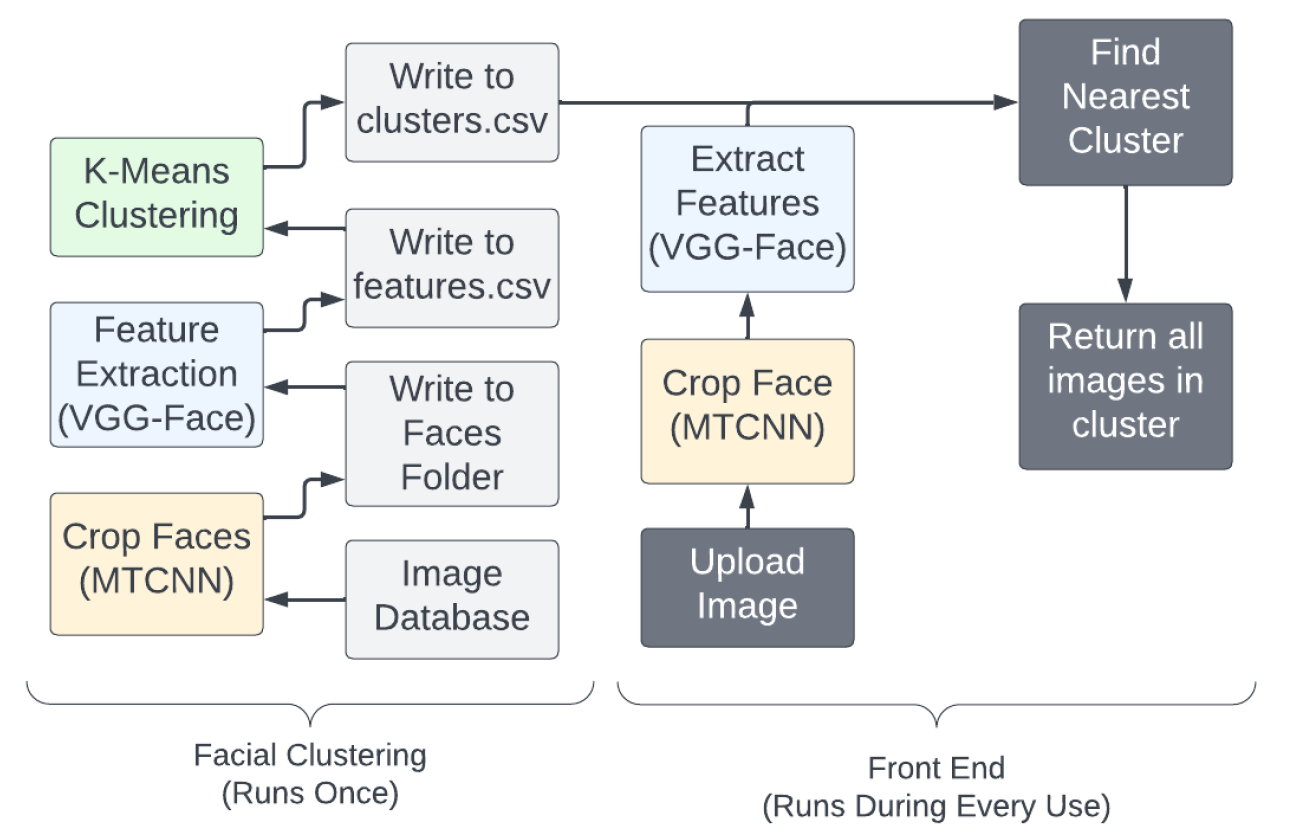 Write to
clusters.csv
K-Means
Clustering
Write to
features.csv
Feature
Extraction
(VGG-Face)
Write to
Faces
Folder
Crop Faces
(MTCNN)
Image
Database
Facial Clustering
(Runs Once)
Extract
Features
(VGG-Face)
Crop Face
(MTCNN)
Upload
Image
Find
Nearest
Cluster
Return all
images in
cluster
Front End
(Runs During Every Use)